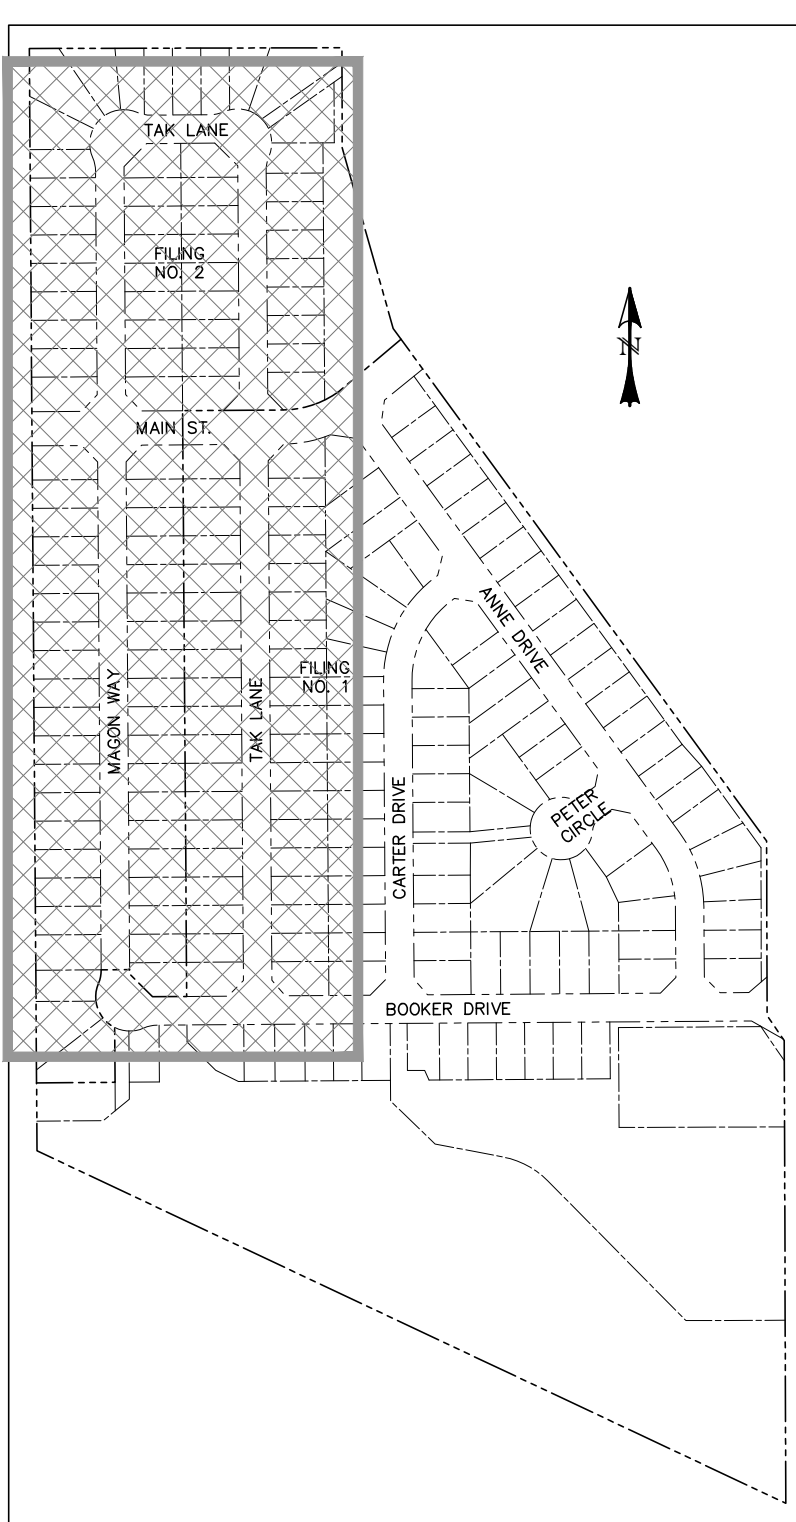 TAK LANE
FILING
NO. 2
N
MAIN ST.
ANNE DRIVE
FILING
NO. 1
MAGON WAY
TAK LANE
CARTER DRIVE
PETER
CIRCLE
BOOKER DRIVE